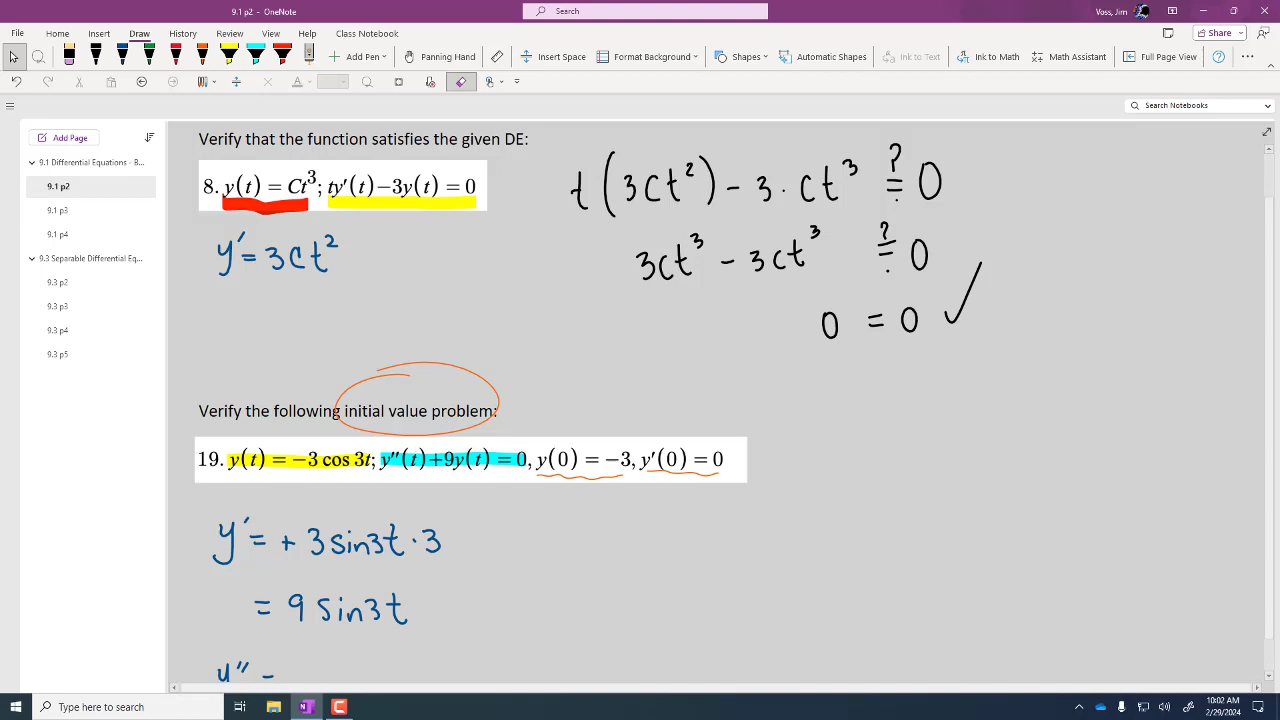 9.1 p2 - OneNote
Search
Voss, Jim
File Home Insert Draw History Review View Help Class Notebook
Share
Add Pen Panning Hand Insert Space Format Background Shapes Automatic Shapes Ink to Text Ink to Math Math Assistant Full Page View
Search Notebooks
Add Page
9.1 Differential Equations - B...
9.1 p2
9.1 p3
9.1 p4
9.3 Separable Differential Eq...
9.3 p2
9.3 p3
9.3 p4
9.3 p5
Verify that the function satisfies the given DE:
8. y(t) = Ct³; ty′(t)−3y(t) = 0
y′ = 3Ct²
t(3Ct²) − 3·Ct³ ≟ 0
3Ct³ − 3Ct³ ≟ 0
0 = 0 ✓
Verify the following initial value problem:
19. y(t) = −3 cos 3t; y″(t)+9y(t) = 0, y(0) = −3, y′(0) = 0
y′ = + 3 sin3t · 3
= 9 sin3t
y″ =
Type here to search
10:02 AM
2/29/2024